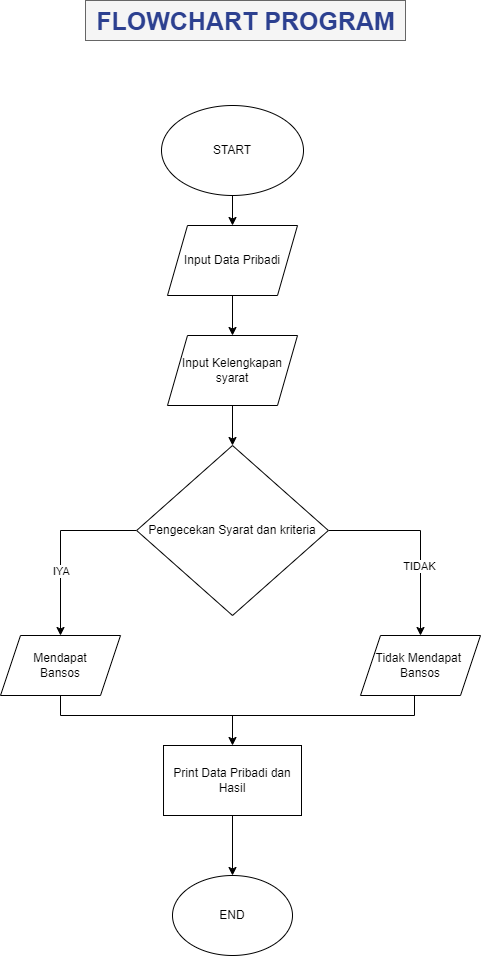 FLOWCHART PROGRAM
START
Input Data Pribadi
Input Kelengkapan
syarat
Pengecekan Syarat dan kriteria
IYA
TIDAK
Mendapat
Bansos
Tidak Mendapat
Bansos
Print Data Pribadi dan
Hasil
END